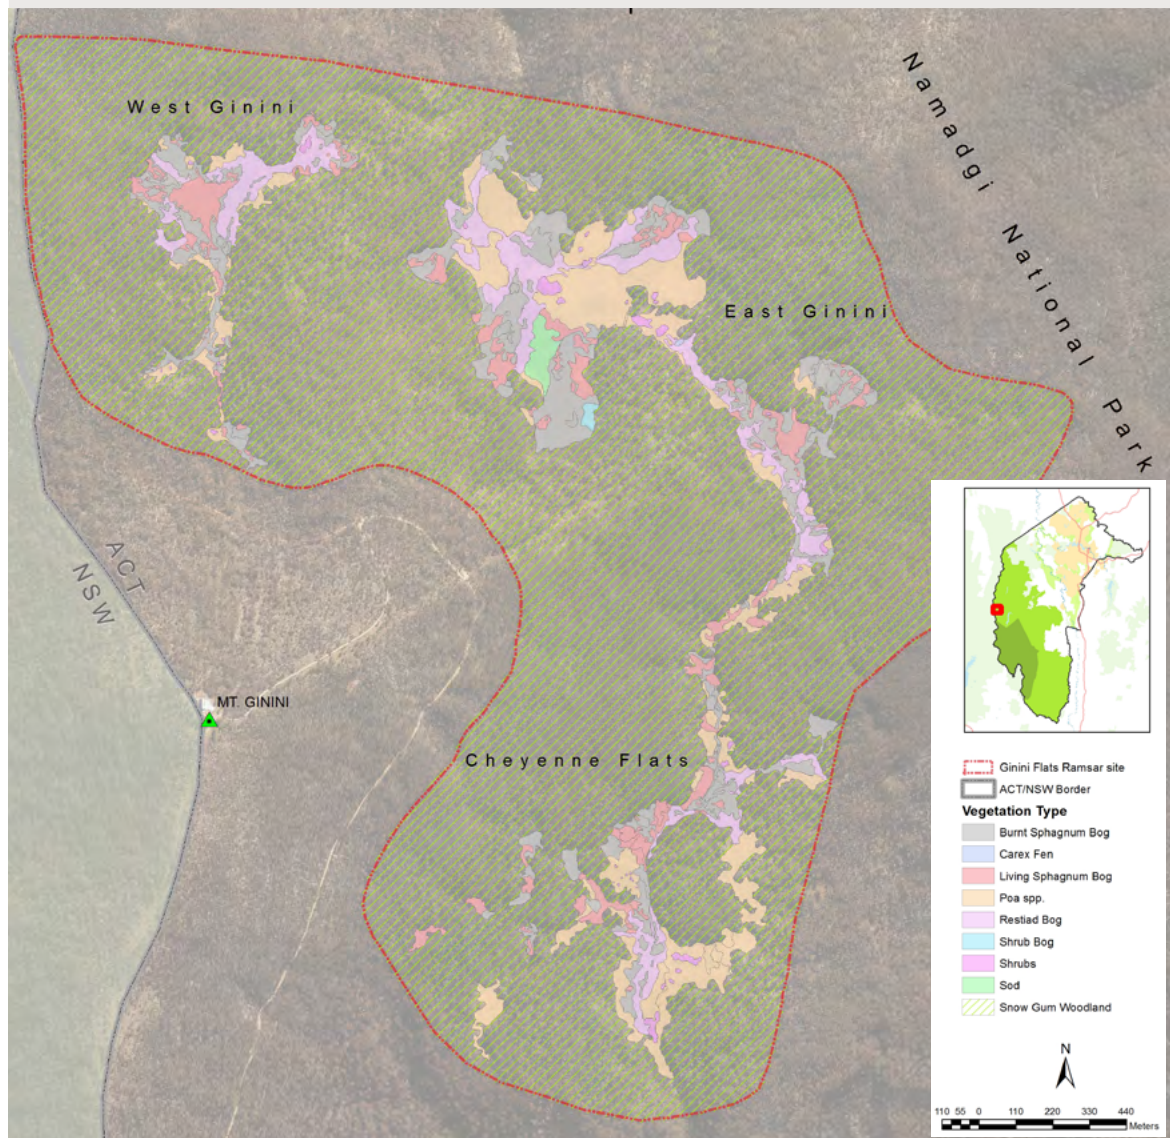 West Ginini
Namadgi National Park
East Ginini
ACT
NSW
MT. GININI
Cheyenne Flats
Ginini Flats Ramsar site
ACT/NSW Border
Vegetation Type
Burnt Sphagnum Bog
Carex Fen
Living Sphagnum Bog
Poa spp.
Restiad Bog
Shrub Bog
Shrubs
Sod
Snow Gum Woodland
N
110 55 0 110 220 330 440
Meters